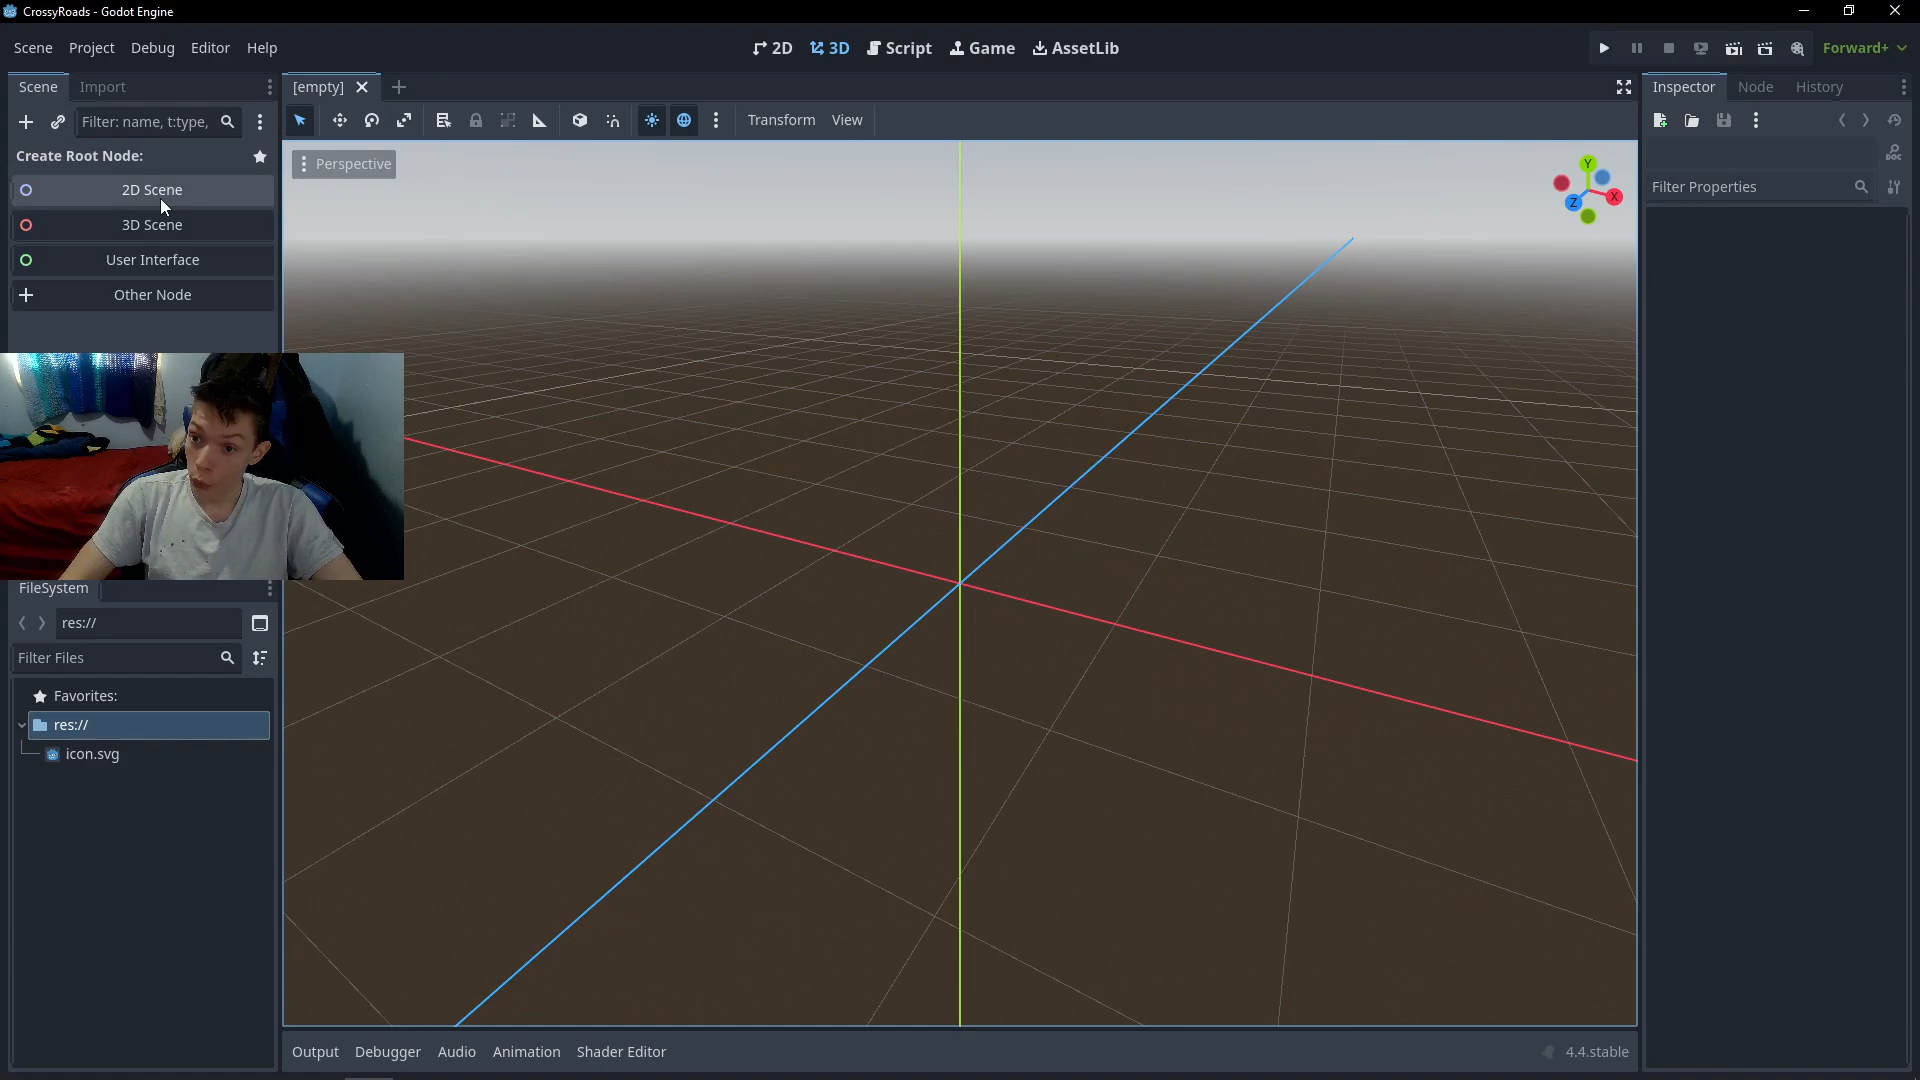 CrossyRoads - Godot Engine
Scene Project Debug Editor Help
2D 3D Script Game AssetLib
Forward+
Scene Import
[empty]
Inspector Node History
Filter: name, t:type,
Transform View
Create Root Node:
Perspective
Y
X
Z
DOC
Filter Properties
2D Scene
3D Scene
User Interface
Other Node
FileSystem
res://
Filter Files
Favorites:
res://
icon.svg
Output Debugger Audio Animation Shader Editor
4.4.stable